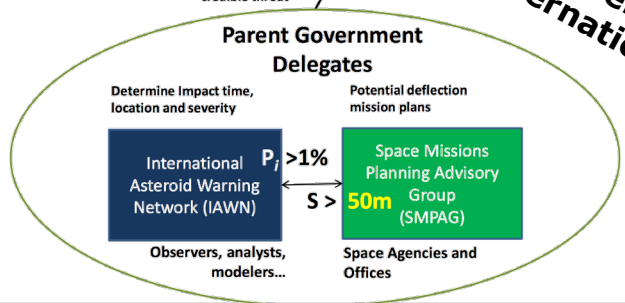 Parent Government
Delegates
Determine Impact time,
location and severity
Potential deflection
mission plans
International
Asteroid Warning
Network (IAWN)
Pi >1%
S > 50m
Space Missions
Planning Advisory
Group
(SMPAG)
Observers, analysts,
modelers…
Space Agencies and
Offices